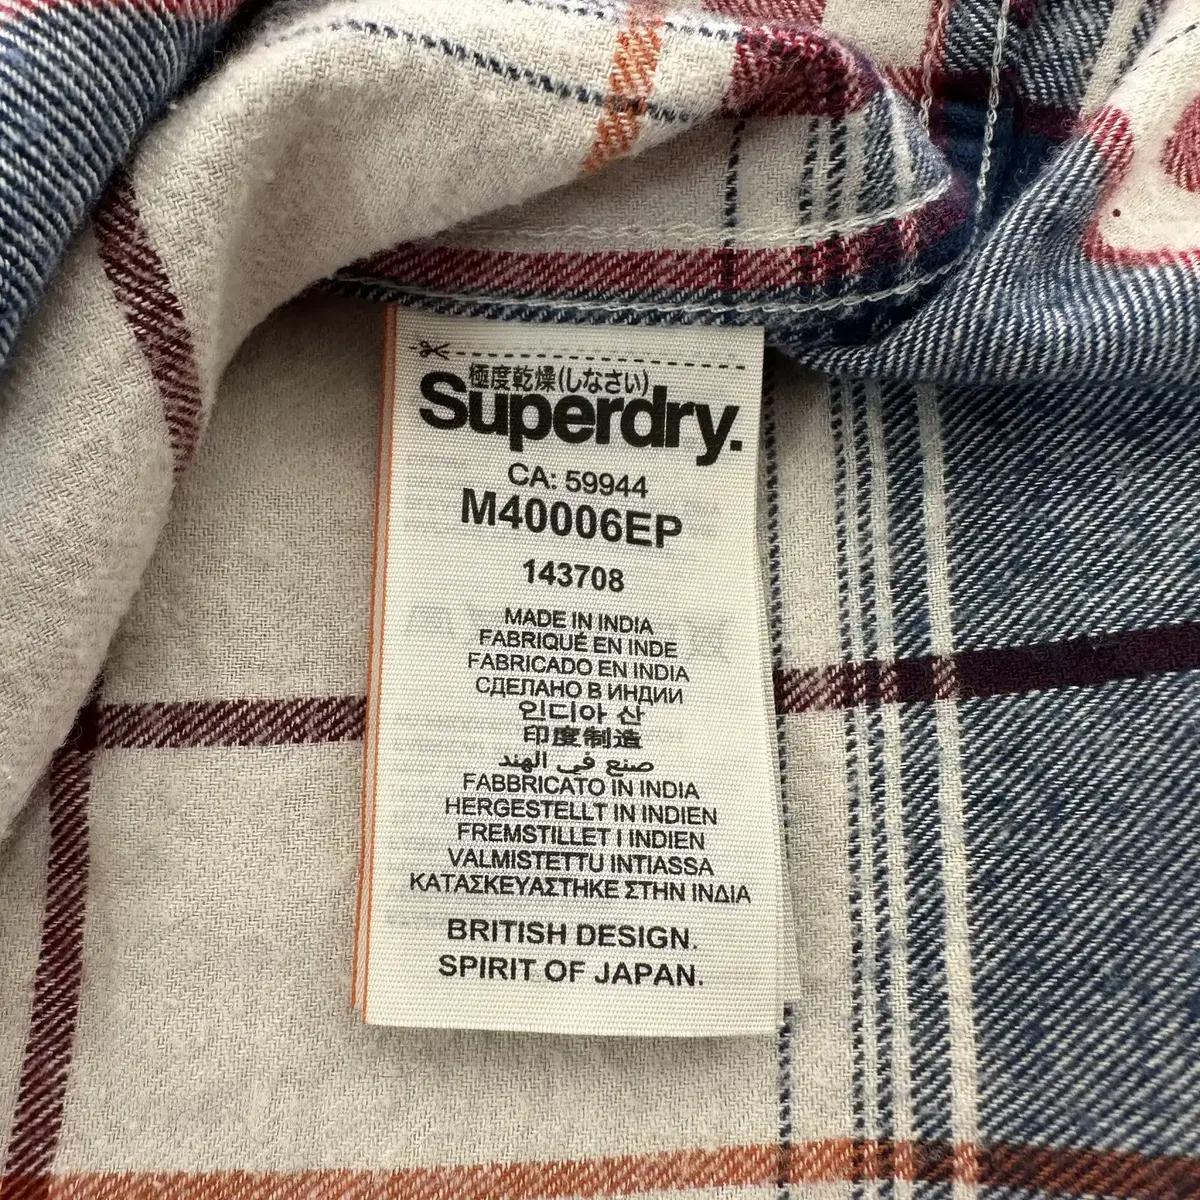 極度乾燥(しなさい)
Superdry.
CA: 59944
M40006EP
143708
MADE IN INDIA
FABRIQUÉ EN INDE
FABRICADO EN INDIA
СДЕЛАНО В ИНДИИ
인디아 산
印度制造
صنع في الهند
FABBRICATO IN INDIA
HERGESTELLT IN INDIEN
FREMSTILLET I INDIEN
VALMISTETTU INTIASSA
ΚΑΤΑΣΚΕΥΑΣΤΗΚΕ ΣΤΗΝ ΙΝΔΙΑ
BRITISH DESIGN.
SPIRIT OF JAPAN.